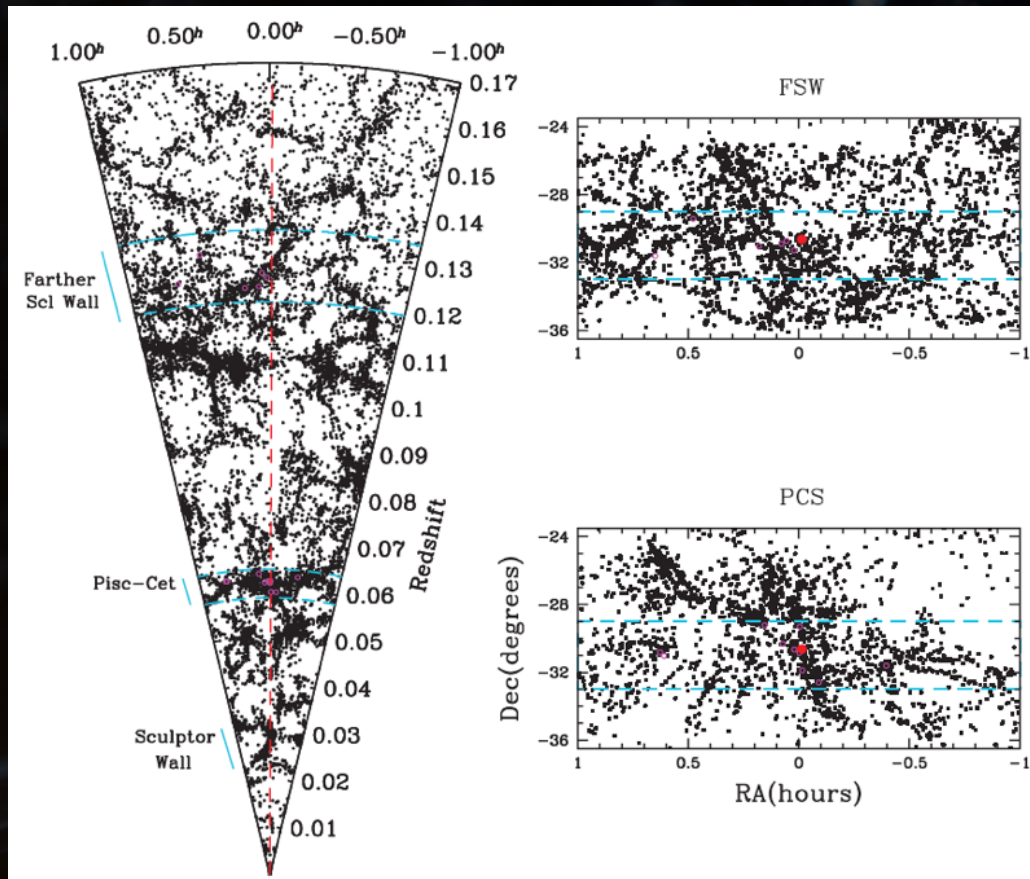 1.00ʰ 0.50ʰ 0.00ʰ −0.50ʰ −1.00ʰ
0.17
0.16
0.15
0.14
0.13
0.12
0.11
0.1
0.09
0.08
0.07
0.06
0.05
0.04
0.03
0.02
0.01
Redshift
Farther
Scl Wall
Pisc−Cet
Sculptor
Wall
FSW
−24
−28
−32
−36
1 0.5 0 −0.5 −1
PCS
−24
−28
−32
−36
1 0.5 0 −0.5 −1
Dec(degrees)
RA(hours)